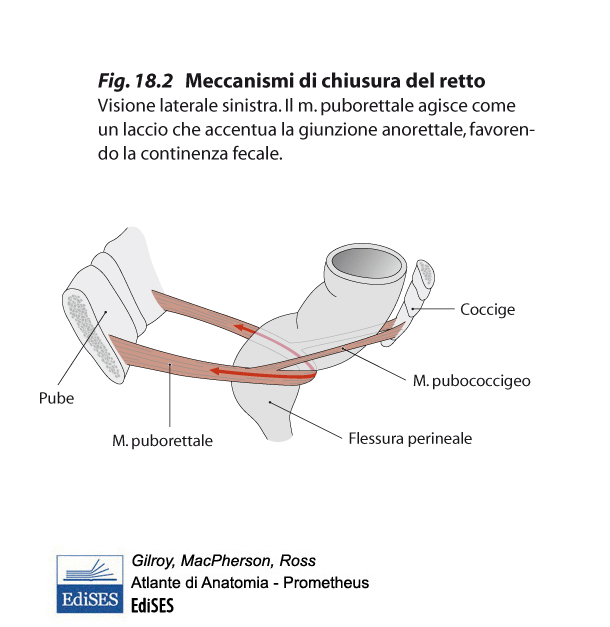 Fig. 18.2 Meccanismi di chiusura del retto
Visione laterale sinistra. Il m. puborettale agisce come
un laccio che accentua la giunzione anorettale, favoren-
do la continenza fecale.
Coccige
M. pubococcigeo
Pube
M. puborettale
Flessura perineale
Gilroy, MacPherson, Ross
Atlante di Anatomia - Prometheus
EdiSES
EdiSES